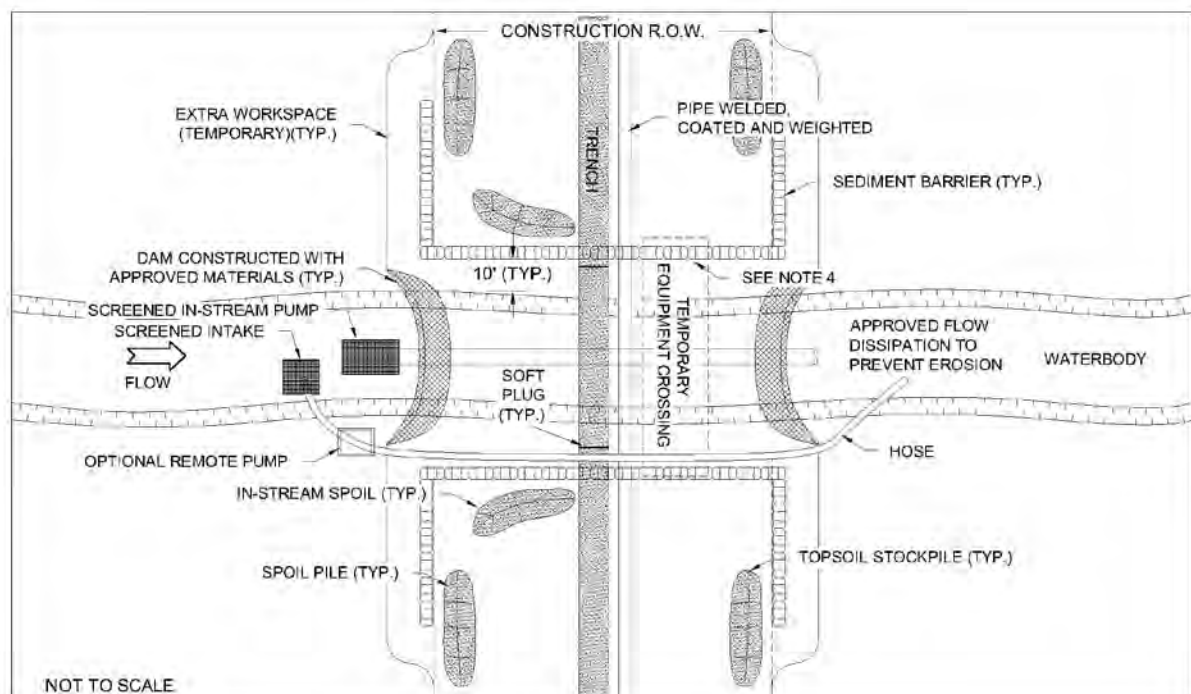 CONSTRUCTION R.O.W.
EXTRA WORKSPACE
(TEMPORARY)(TYP.)
PIPE WELDED,
COATED AND WEIGHTED
TRENCH
SEDIMENT BARRIER (TYP.)
DAM CONSTRUCTED WITH
APPROVED MATERIALS (TYP.)
10' (TYP.)
SEE NOTE 4
SCREENED IN-STREAM PUMP
SCREENED INTAKE
FLOW
TEMPORARY
EQUIPMENT CROSSING
APPROVED FLOW
DISSIPATION TO
PREVENT EROSION
WATERBODY
SOFT
PLUG
(TYP.)
OPTIONAL REMOTE PUMP
HOSE
IN-STREAM SPOIL (TYP.)
SPOIL PILE (TYP.)
TOPSOIL STOCKPILE (TYP.)
NOT TO SCALE